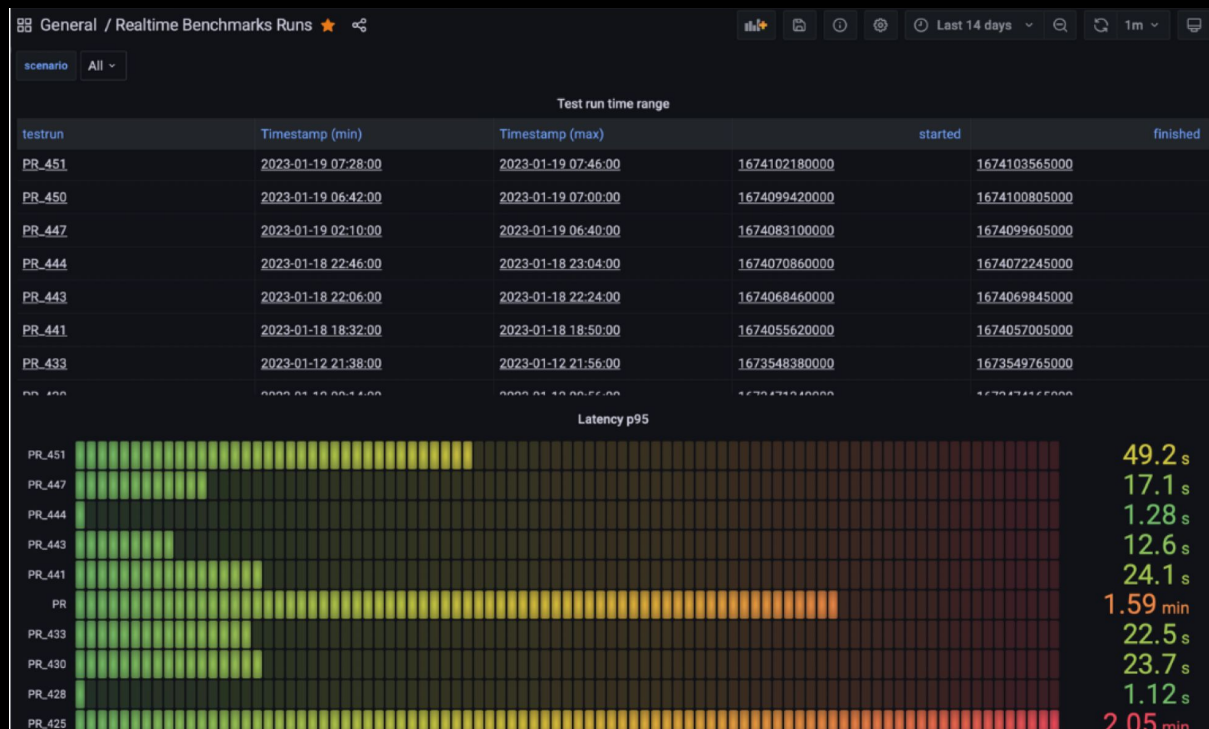 General / Realtime Benchmarks Runs
Last 14 days
1m
scenario All
Test run time range
testrun Timestamp (min) Timestamp (max) started finished
PR_451 2023-01-19 07:28:00 2023-01-19 07:46:00 1674102180000 1674103565000
PR_450 2023-01-19 06:42:00 2023-01-19 07:00:00 1674099420000 1674100805000
PR_447 2023-01-19 02:10:00 2023-01-19 06:40:00 1674083100000 1674099605000
PR_444 2023-01-18 22:46:00 2023-01-18 23:04:00 1674070860000 1674072245000
PR_443 2023-01-18 22:06:00 2023-01-18 22:24:00 1674068460000 1674069845000
PR_441 2023-01-18 18:32:00 2023-01-18 18:50:00 1674055620000 1674057005000
PR_433 2023-01-12 21:38:00 2023-01-12 21:56:00 1673548380000 1673549765000
Latency p95
PR_451 49.2 s
PR_447 17.1 s
PR_444 1.28 s
PR_443 12.6 s
PR_441 24.1 s
PR 1.59 min
PR_433 22.5 s
PR_430 23.7 s
PR_428 1.12 s
PR_425 2.05 min